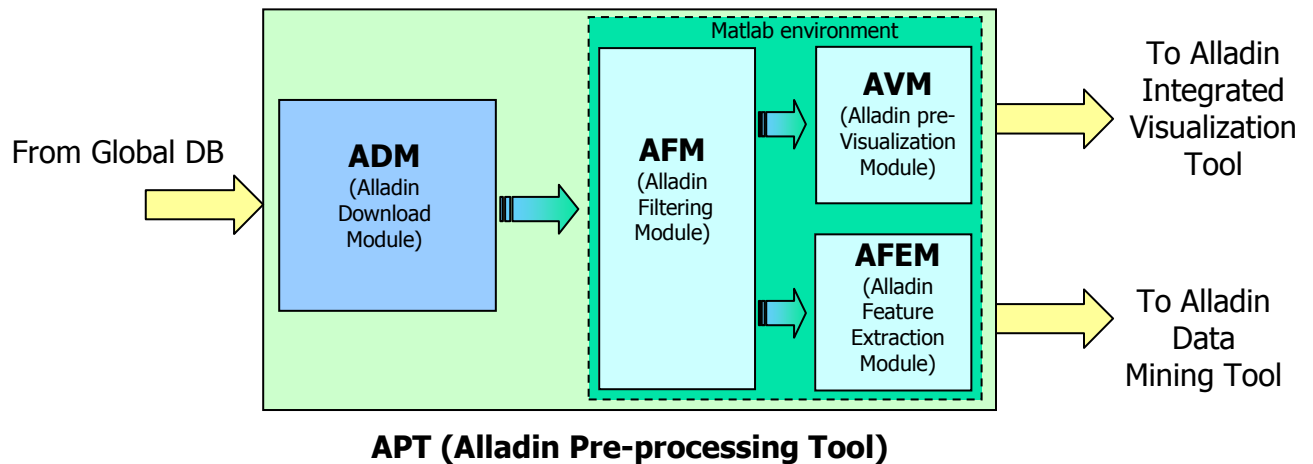 Matlab environment
From Global DB
ADM
(Alladin
Download
Module)
AFM
(Alladin
Filtering
Module)
AVM
(Alladin pre-
Visualization
Module)
AFEM
(Alladin
Feature
Extraction
Module)
To Alladin
Integrated
Visualization
Tool
To Alladin
Data
Mining Tool
APT (Alladin Pre-processing Tool)